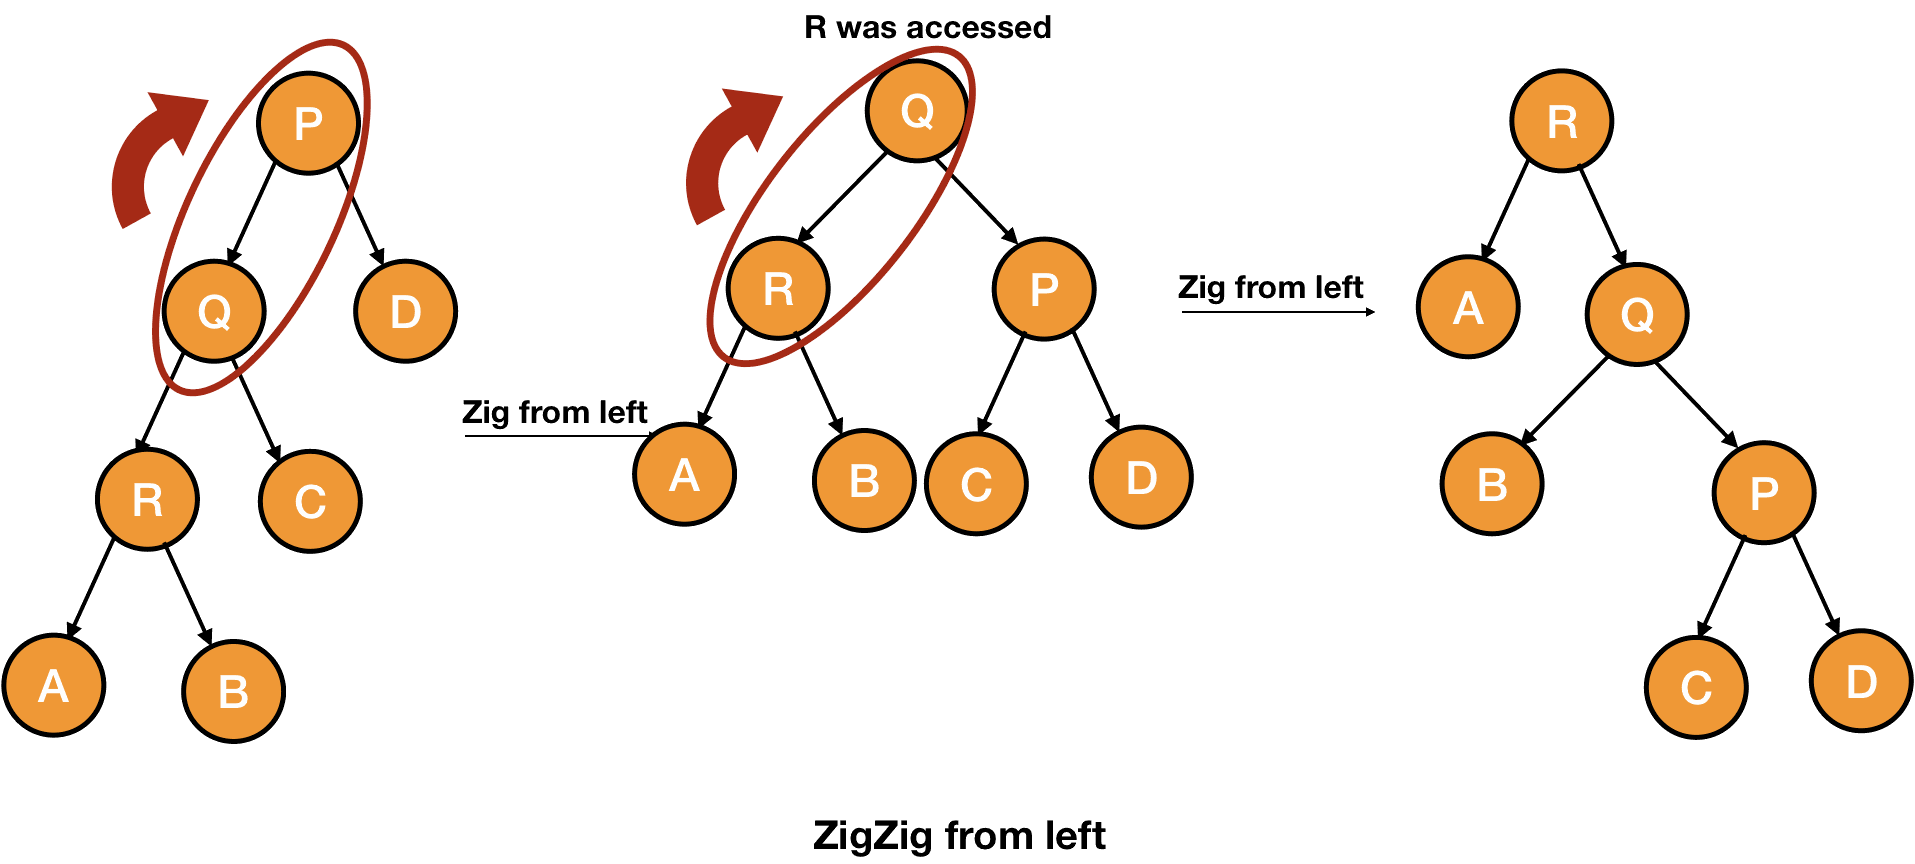 R was accessed
P
Q
D
R
C
A
B
Zig from left
Q
R
P
A
B
C
D
Zig from left
R
A
Q
B
P
C
D
ZigZig from left